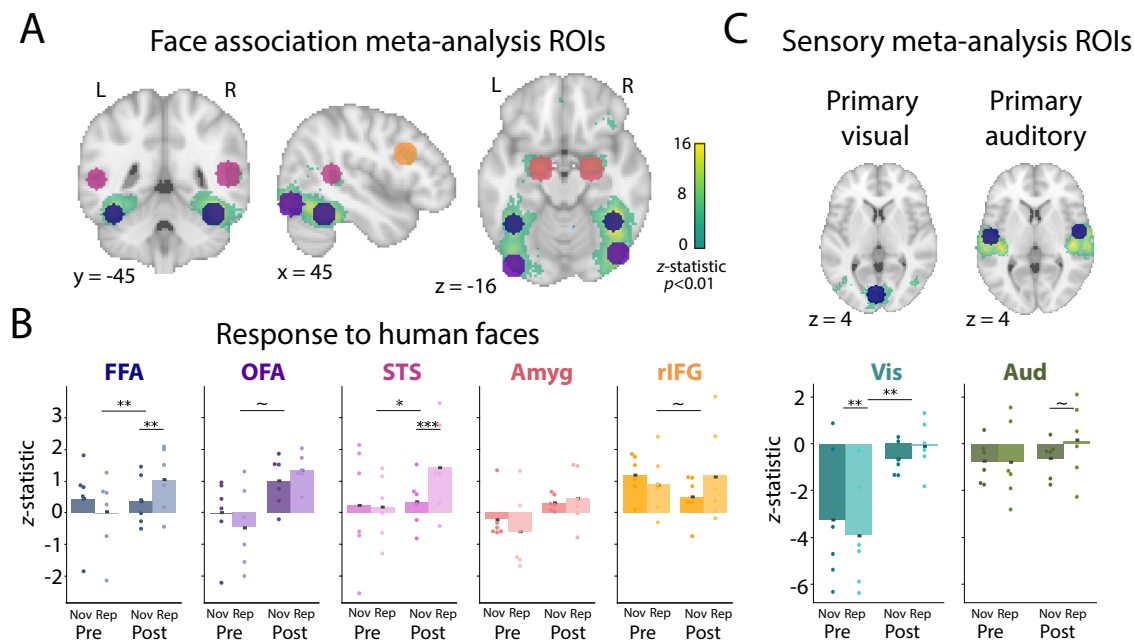 A
Face association meta-analysis ROIs
L
R
y = -45
x = 45
L
R
z = -16
16
8
0
z-statistic
p<0.01
B
Response to human faces
FFA
OFA
STS
Amyg
rIFG
z-statistic
3
2
1
0
-1
-2
**
**
~
*
***
~
Nov Rep Nov Rep
Pre Post
Nov Rep Nov Rep
Pre Post
Nov Rep Nov Rep
Pre Post
Nov Rep Nov Rep
Pre Post
Nov Rep Nov Rep
Pre Post
C
Sensory meta-analysis ROIs
Primary
visual
Primary
auditory
z = 4
z = 4
Vis
Aud
2
0
-2
-4
-6
**
**
~
Nov Rep Nov Rep
Pre Post
Nov Rep Nov Rep
Pre Post